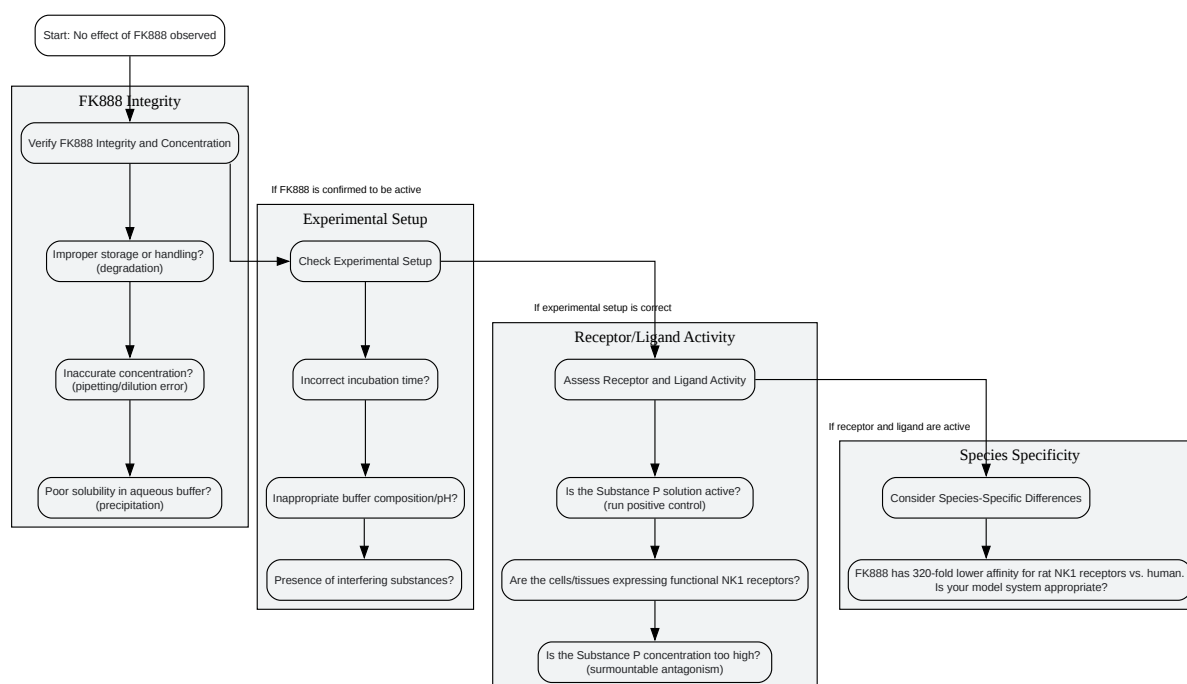 Start: No effect of FK888 observed
FK888 Integrity
Verify FK888 Integrity and Concentration
Improper storage or handling?
(degradation)
Inaccurate concentration?
(pipetting/dilution error)
Poor solubility in aqueous buffer?
(precipitation)
If FK888 is confirmed to be active
Experimental Setup
Check Experimental Setup
Incorrect incubation time?
Inappropriate buffer composition/pH?
Presence of interfering substances?
If experimental setup is correct
Receptor/Ligand Activity
Assess Receptor and Ligand Activity
Is the Substance P solution active?
(run positive control)
Are the cells/tissues expressing functional NK1 receptors?
Is the Substance P concentration too high?
(surmountable antagonism)
If receptor and ligand are active
Species Specificity
Consider Species-Specific Differences
FK888 has 320-fold lower affinity for rat NK1 receptors vs. human.
Is your model system appropriate?